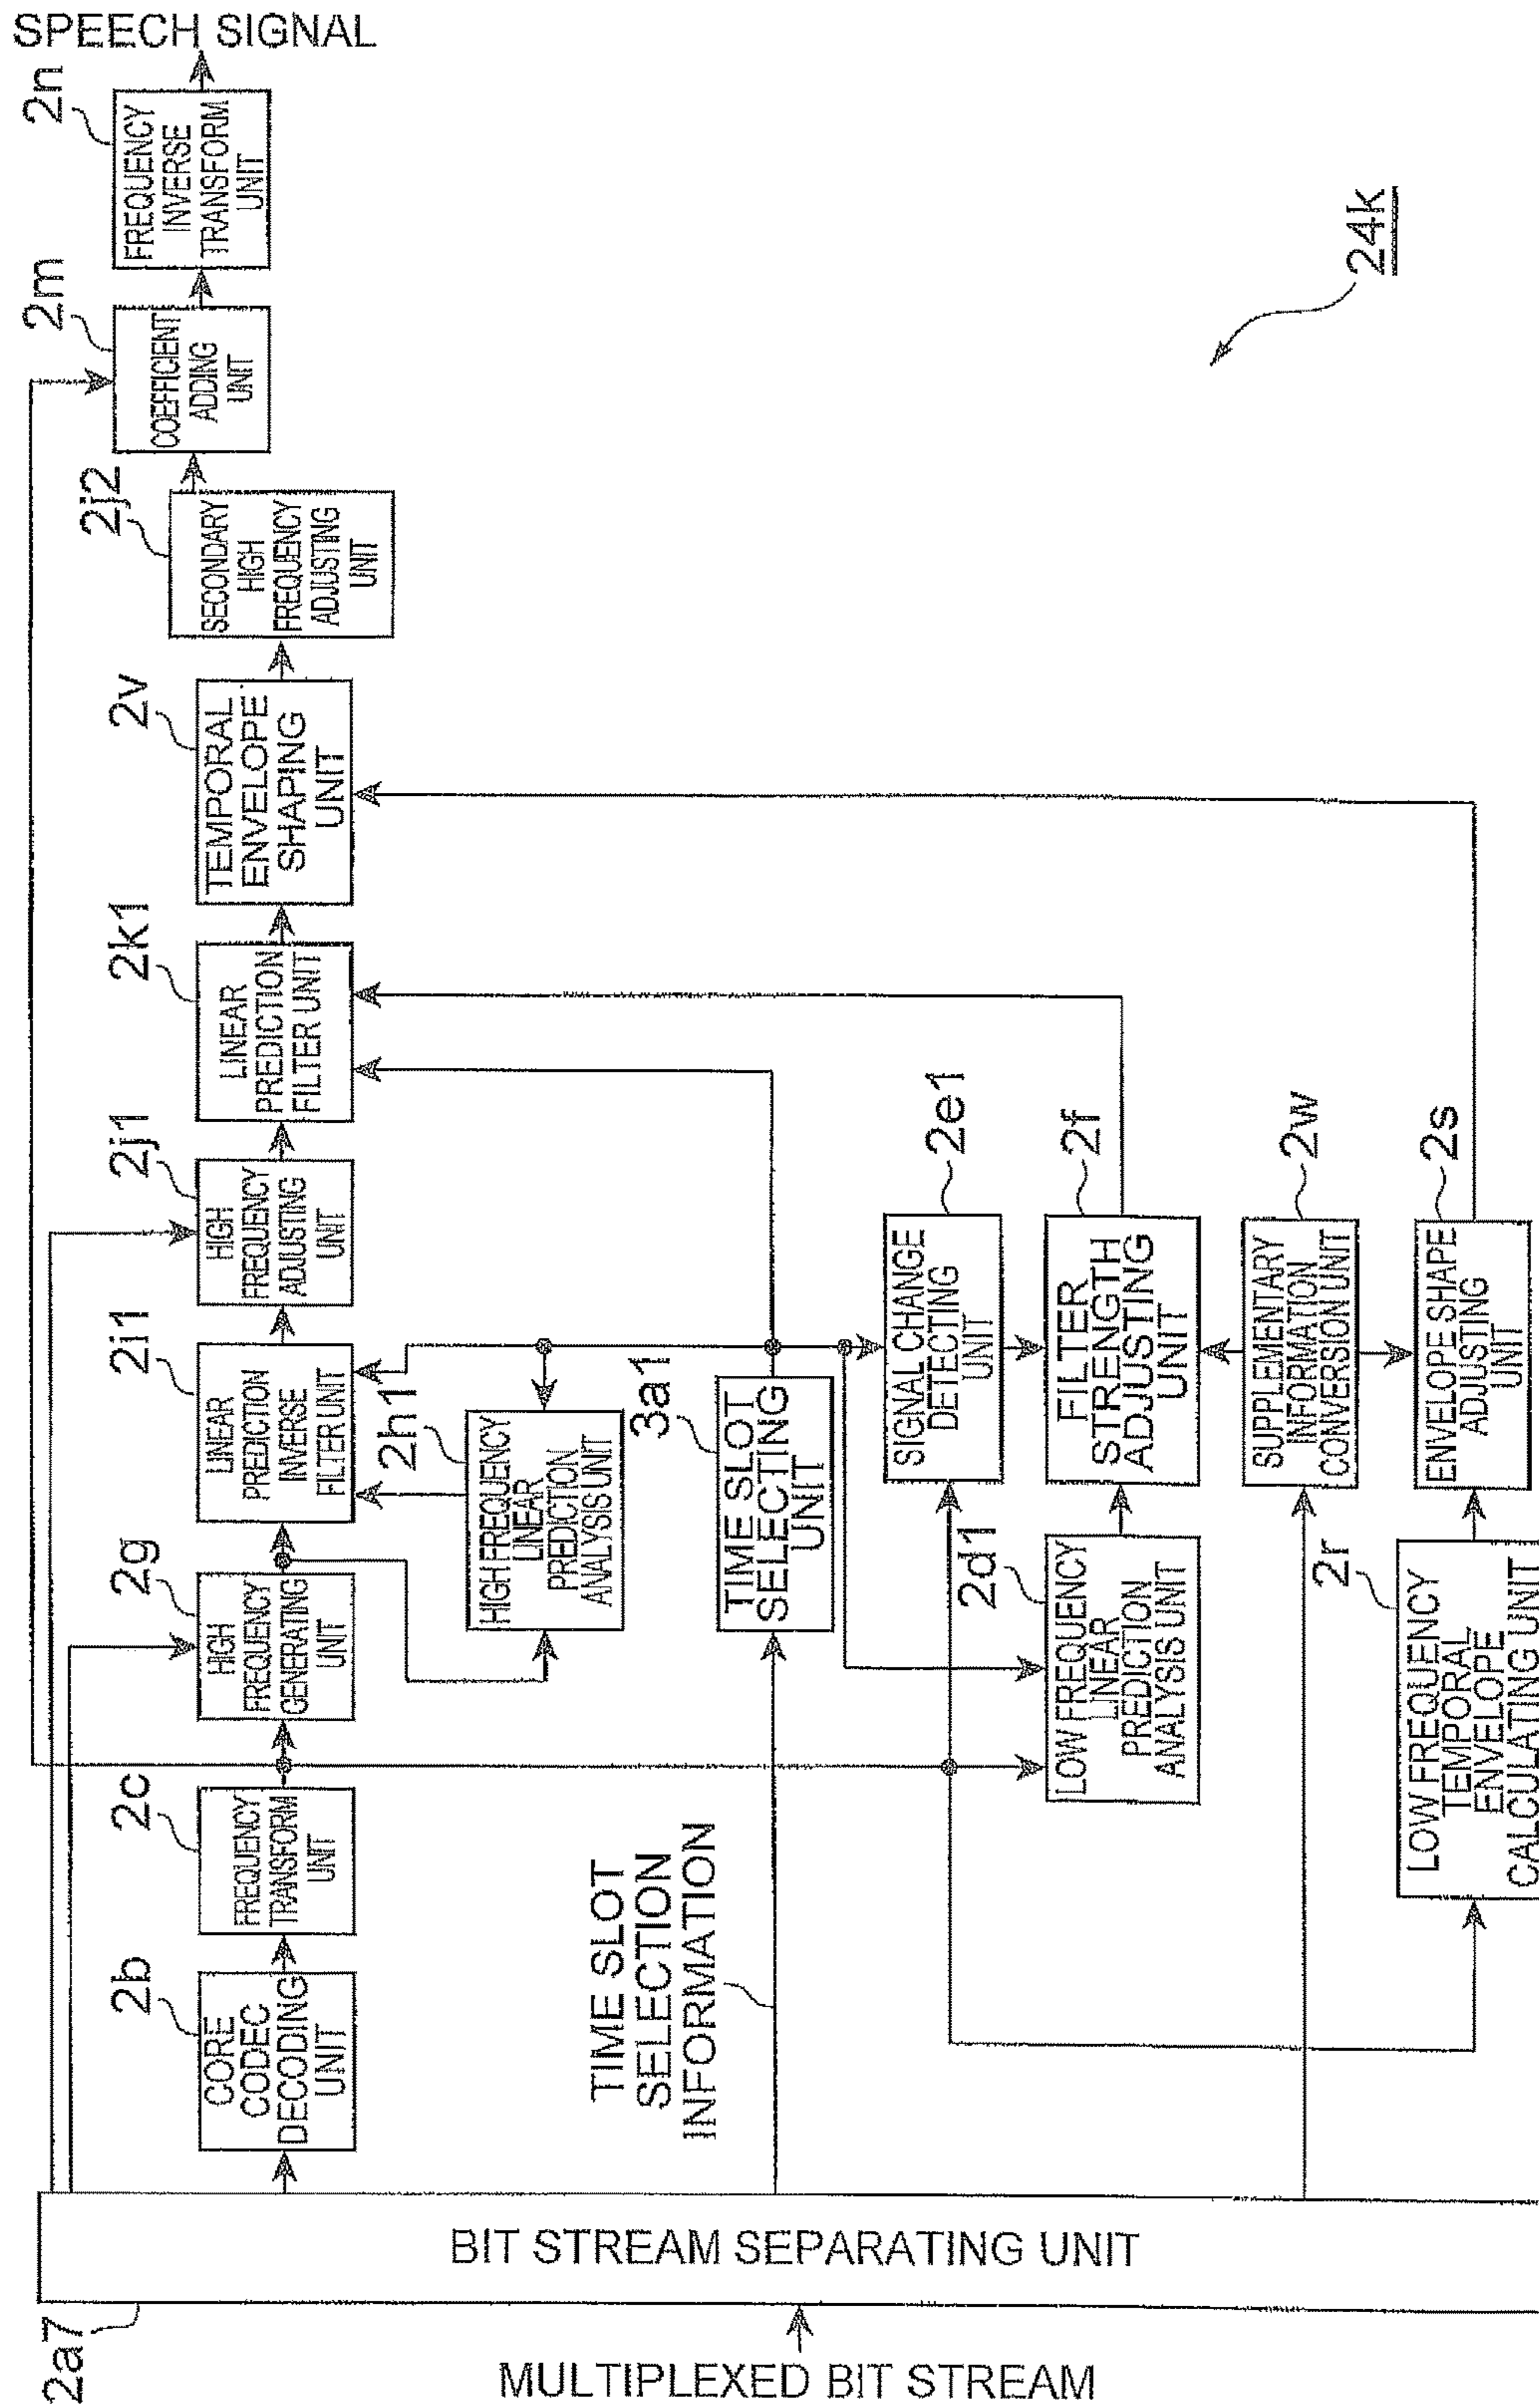 MULTIPLEXED BIT STREAM
2a7
BIT STREAM SEPARATING UNIT
2b
CORE
CODEC
DECODING
UNIT
2c
FREQUENCY
TRANSFORM
UNIT
2g
HIGH
FREQUENCY
GENERATING
UNIT
2i1
LINEAR
PREDICTION
INVERSE
FILTER UNIT
2j1
HIGH
FREQUENCY
ADJUSTING
UNIT
2k1
LINEAR
PREDICTION
FILTER UNIT
2v
TEMPORAL
ENVELOPE
SHAPING
UNIT
2j2
SECONDARY
HIGH
FREQUENCY
ADJUSTING
UNIT
2m
COEFFICIENT
ADDING
UNIT
2n
FREQUENCY
INVERSE
TRANSFORM
UNIT
SPEECH SIGNAL
2h1
HIGH FREQUENCY
LINEAR
PREDICTION
ANALYSIS UNIT
TIME SLOT
SELECTION
INFORMATION
3a1
TIME SLOT
SELECTING
UNIT
2e1
SIGNAL CHANGE
DETECTING
UNIT
2d1
LOW FREQUENCY
LINEAR
PREDICTION
ANALYSIS UNIT
2f
FILTER
STRENGTH
ADJUSTING
UNIT
2w
SUPPLEMENTARY
INFORMATION
CONVERSION UNIT
2r
LOW FREQUENCY
TEMPORAL
ENVELOPE
CALCULATING UNIT
2s
ENVELOPE SHAPE
ADJUSTING
UNIT
24k